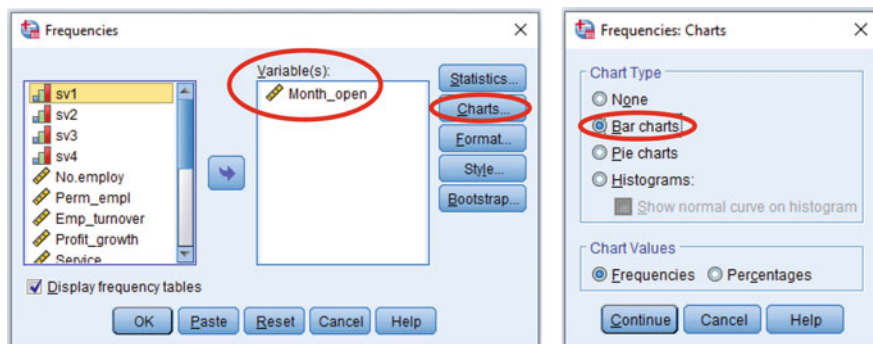 Frequencies
Variable(s):
sv1
sv2
sv3
sv4
No.employ
Perm_empl
Emp_turnover
Profit_growth
Service
Month_open
Statistics...
Charts...
Format...
Style...
Bootstrap...
Display frequency tables
OK Paste Reset Cancel Help
Frequencies: Charts
Chart Type
None
Bar charts
Pie charts
Histograms:
Show normal curve on histogram
Chart Values
Frequencies Percentages
Continue Cancel Help